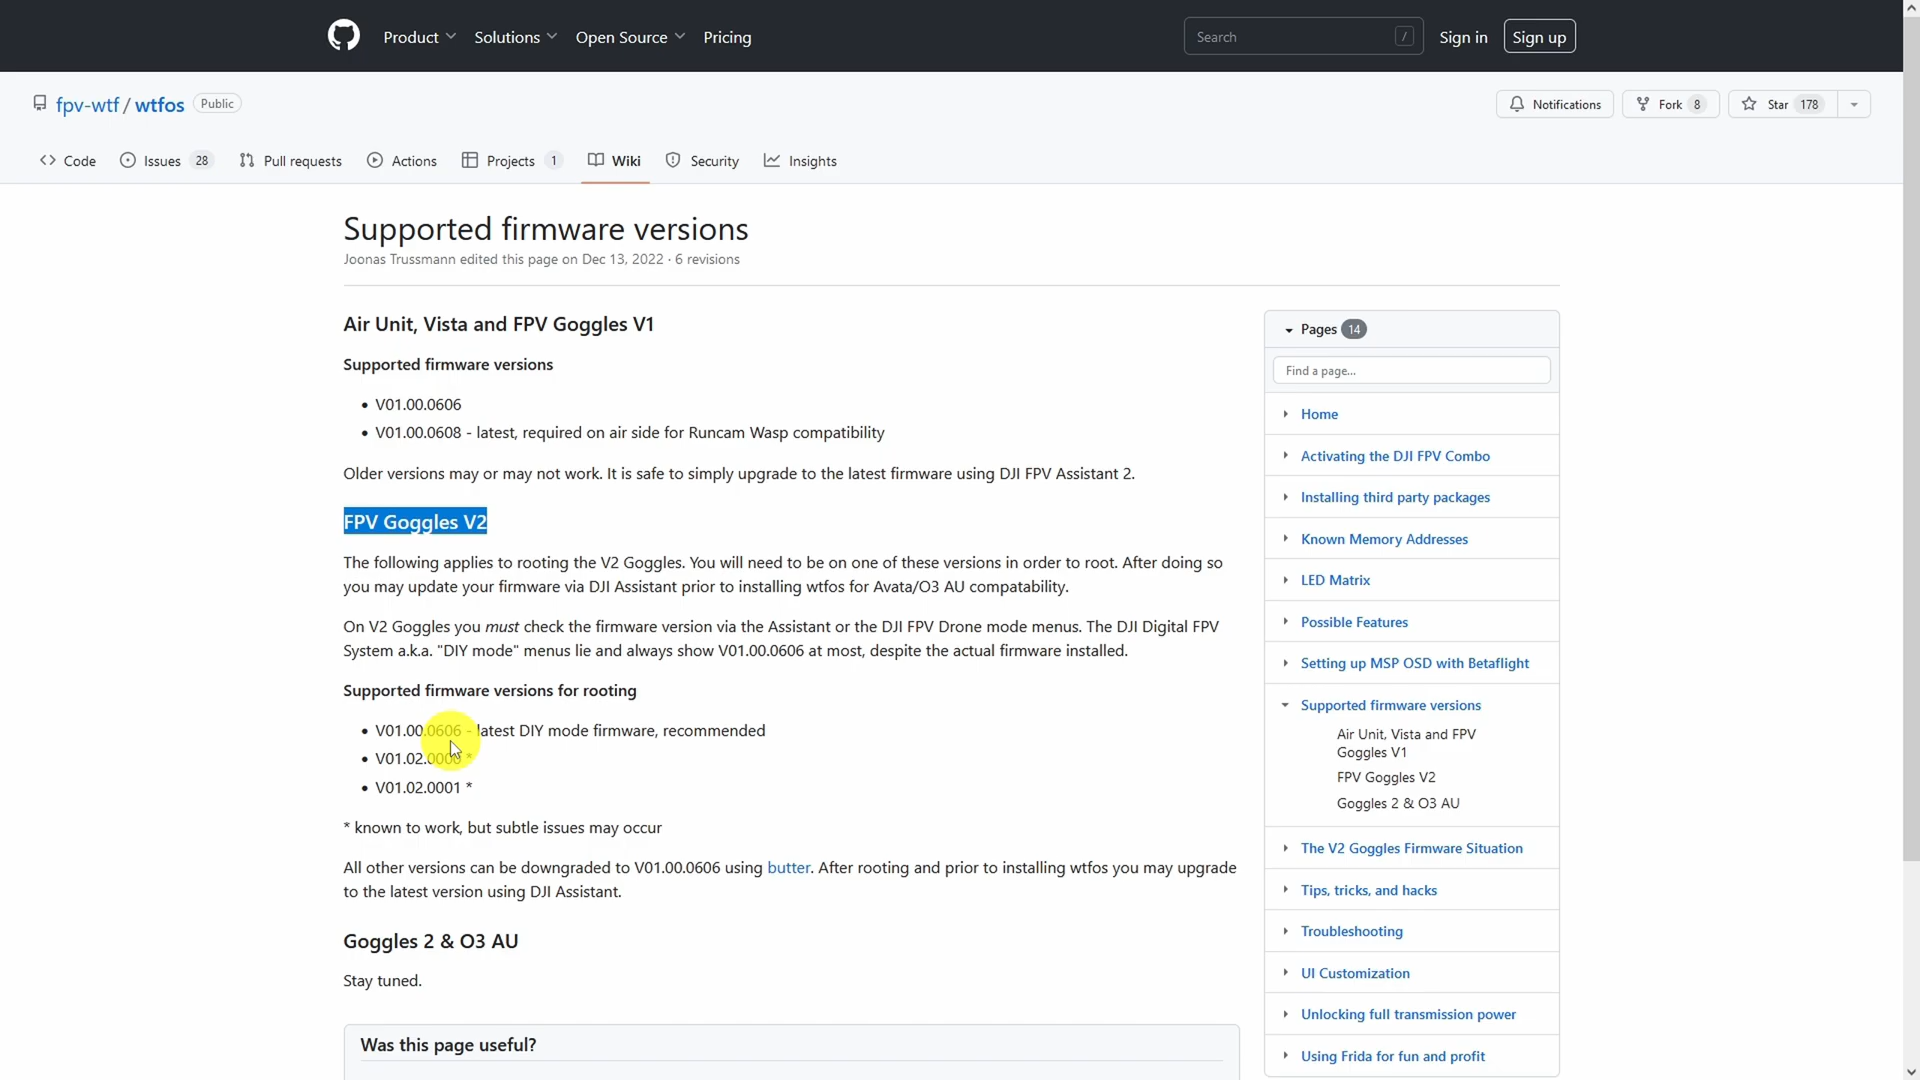 Product Solutions Open Source Pricing Search / Sign in Sign up
fpv-wtf / wtfos Public Notifications Fork 8 Star 178
Code Issues 28 Pull requests Actions Projects 1 Wiki Security Insights
Supported firmware versions
Joonas Trussmann edited this page on Dec 13, 2022 · 6 revisions
Air Unit, Vista and FPV Goggles V1
Supported firmware versions
• V01.00.0606
• V01.00.0608 - latest, required on air side for Runcam Wasp compatibility
Older versions may or may not work. It is safe to simply upgrade to the latest firmware using DJI FPV Assistant 2.
FPV Goggles V2
The following applies to rooting the V2 Goggles. You will need to be on one of these versions in order to root. After doing so
you may update your firmware via DJI Assistant prior to installing wtfos for Avata/O3 AU compatability.
On V2 Goggles you must check the firmware version via the Assistant or the DJI FPV Drone mode menus. The DJI Digital FPV
System a.k.a. "DIY mode" menus lie and always show V01.00.0606 at most, despite the actual firmware installed.
Supported firmware versions for rooting
• V01.00.0606 - latest DIY mode firmware, recommended
• V01.02.0000 *
• V01.02.0001 *
* known to work, but subtle issues may occur
All other versions can be downgraded to V01.00.0606 using butter. After rooting and prior to installing wtfos you may upgrade
to the latest version using DJI Assistant.
Goggles 2 & O3 AU
Stay tuned.
Was this page useful?
Pages 14
Find a page...
Home
Activating the DJI FPV Combo
Installing third party packages
Known Memory Addresses
LED Matrix
Possible Features
Setting up MSP OSD with Betaflight
Supported firmware versions
Air Unit, Vista and FPV
Goggles V1
FPV Goggles V2
Goggles 2 & O3 AU
The V2 Goggles Firmware Situation
Tips, tricks, and hacks
Troubleshooting
UI Customization
Unlocking full transmission power
Using Frida for fun and profit